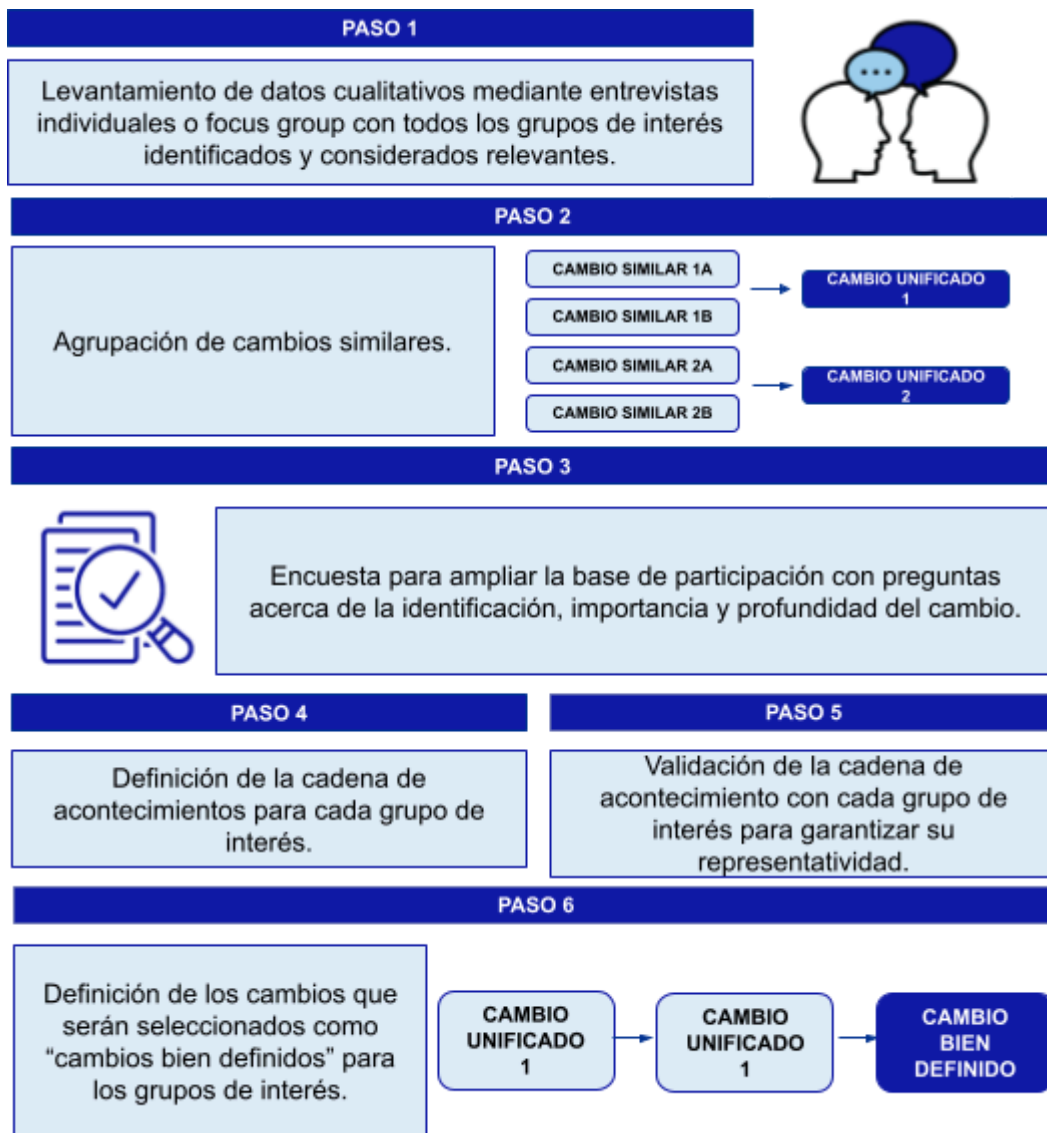 PASO 1
Levantamiento de datos cualitativos mediante entrevistas
individuales o focus group con todos los grupos de interés
identificados y considerados relevantes.
PASO 2
Agrupación de cambios similares.
CAMBIO SIMILAR 1A
CAMBIO SIMILAR 1B
CAMBIO SIMILAR 2A
CAMBIO SIMILAR 2B
CAMBIO UNIFICADO
1
CAMBIO UNIFICADO
2
PASO 3
Encuesta para ampliar la base de participación con preguntas
acerca de la identificación, importancia y profundidad del cambio.
PASO 4
Definición de la cadena de
acontecimientos para cada grupo de
interés.
PASO 5
Validación de la cadena de
acontecimiento con cada grupo de
interés para garantizar su
representatividad.
PASO 6
Definición de los cambios que
serán seleccionados como
“cambios bien definidos” para
los grupos de interés.
CAMBIO
UNIFICADO
1
CAMBIO
UNIFICADO
1
CAMBIO
BIEN
DEFINIDO